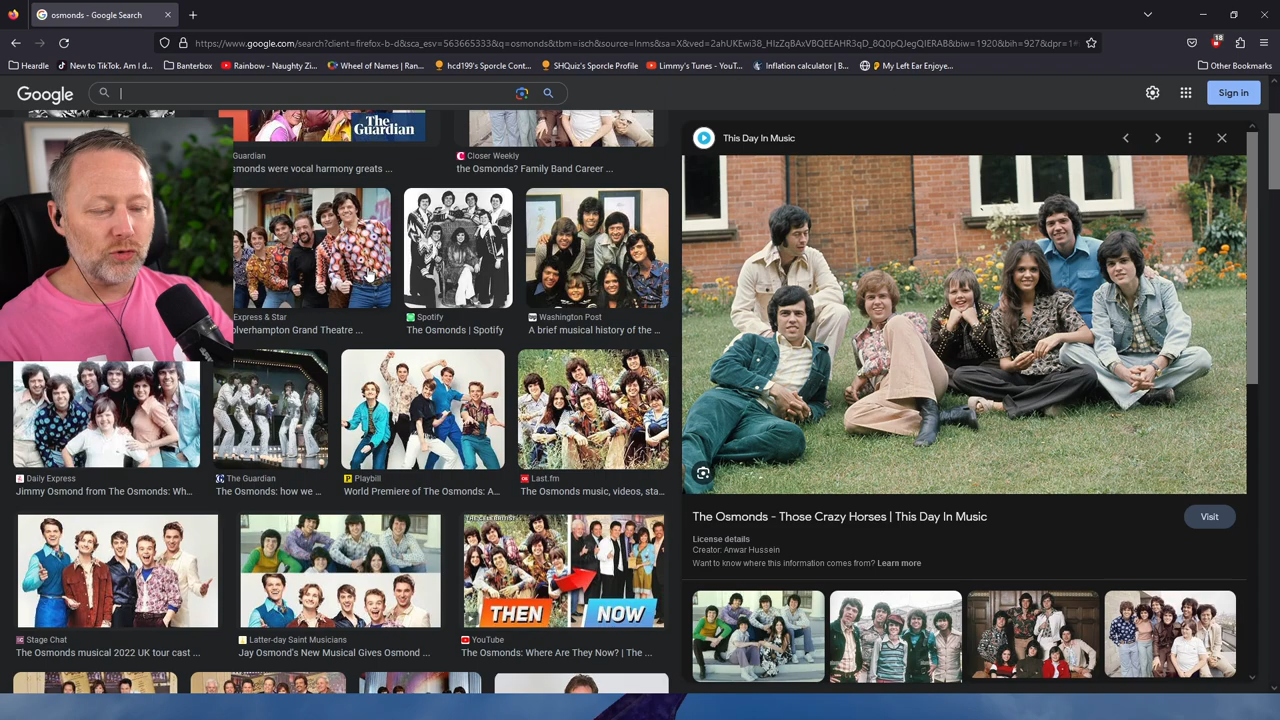 osmonds - Google Search
https://www.google.com/search?client=firefox-b-d&sca_esv=563665333&q=osmonds&tbm=isch&source=lnms&sa=X&ved=
18
Heardle
New to TikTok. Am I d...
Banterbox
Rainbow - Naughty Zi...
Wheel of Names | Ran...
hcd199's Sporcle Cont...
SHQuiz's Sporcle Profile
Limmy's Tunes - YouT...
Inflation calculator | B...
My Left Ear Enjoye...
Other Bookmarks
Google
Sign in
The Guardian
Guardian
smonds were vocal harmony greats ...
Closer Weekly
the Osmonds? Family Band Career ...
Express & Star
olverhampton Grand Theatre ...
Spotify
The Osmonds | Spotify
Washington Post
A brief musical history of the ...
Daily Express
Jimmy Osmond from The Osmonds: Wh...
The Guardian
The Osmonds: how we ...
Playbill
World Premiere of The Osmonds: A...
Last.fm
The Osmonds music, videos, sta...
THEN
NOW
Stage Chat
The Osmonds musical 2022 UK tour cast ...
Latter-day Saint Musicians
Jay Osmond's New Musical Gives Osmond ...
YouTube
The Osmonds: Where Are They Now? | The ...
This Day In Music
The Osmonds - Those Crazy Horses | This Day In Music
Visit
License details
Creator: Anwar Hussein
Want to know where this information comes from? Learn more